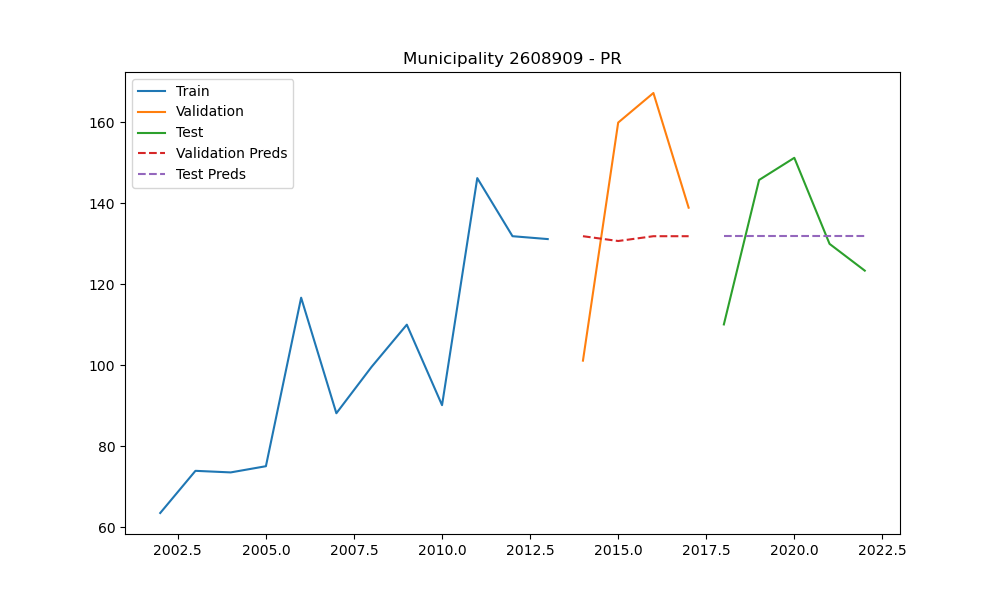 Municipality 2608909 - PR
Train
Validation
Test
Validation Preds
Test Preds
160
140
120
100
80
60
2002.5 2005.0 2007.5 2010.0 2012.5 2015.0 2017.5 2020.0 2022.5